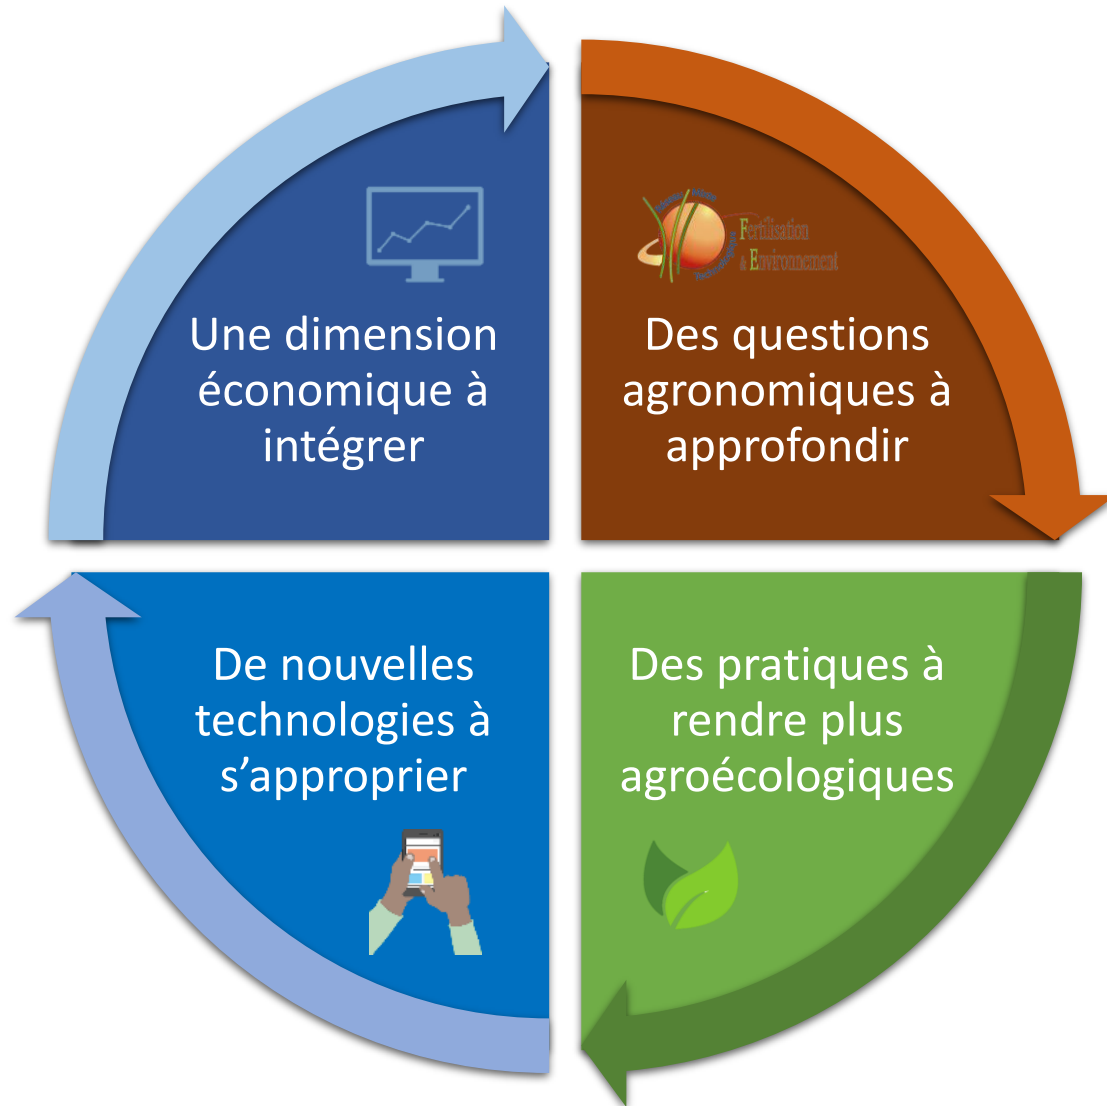 Une dimension
économique à
intégrer
Fertilisation
& Environnement
Des questions
agronomiques à
approfondir
De nouvelles
technologies à
s’approprier
Des pratiques à
rendre plus
agroécologiques